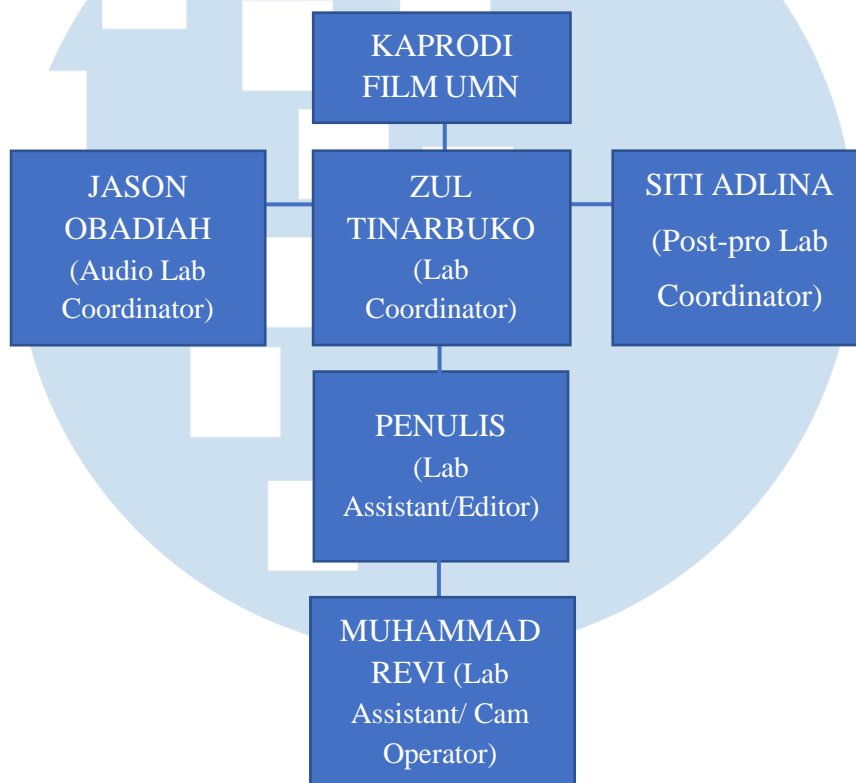 KAPRODI
FILM UMN
JASON
OBADIAH
(Audio Lab
Coordinator)
ZUL
TINARBUKO
(Lab
Coordinator)
SITI ADLINA
(Post-pro Lab
Coordinator)
PENULIS
(Lab
Assistant/Editor)
MUHAMMAD
REVI (Lab
Assistant/ Cam
Operator)